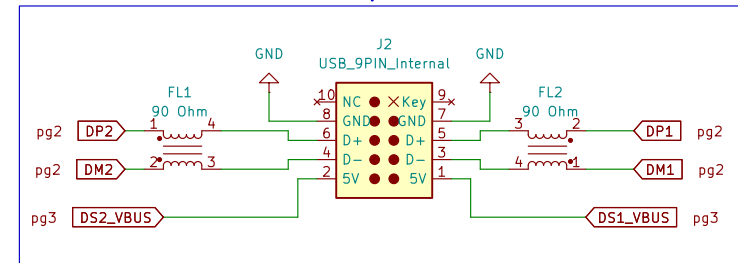 J2
USB_9PIN_Internal
GND
GND
FL1
90 Ohm
FL2
90 Ohm
10 NC Key 9
8 GND GND 7
6 D+ D+ 5
4 D- D- 3
2 5V 5V 1
pg2 DP2 1 4
3 2 DP1 pg2
pg2 DM2 2 3
4 1 DM1 pg2
pg3 DS2_VBUS
DS1_VBUS pg3